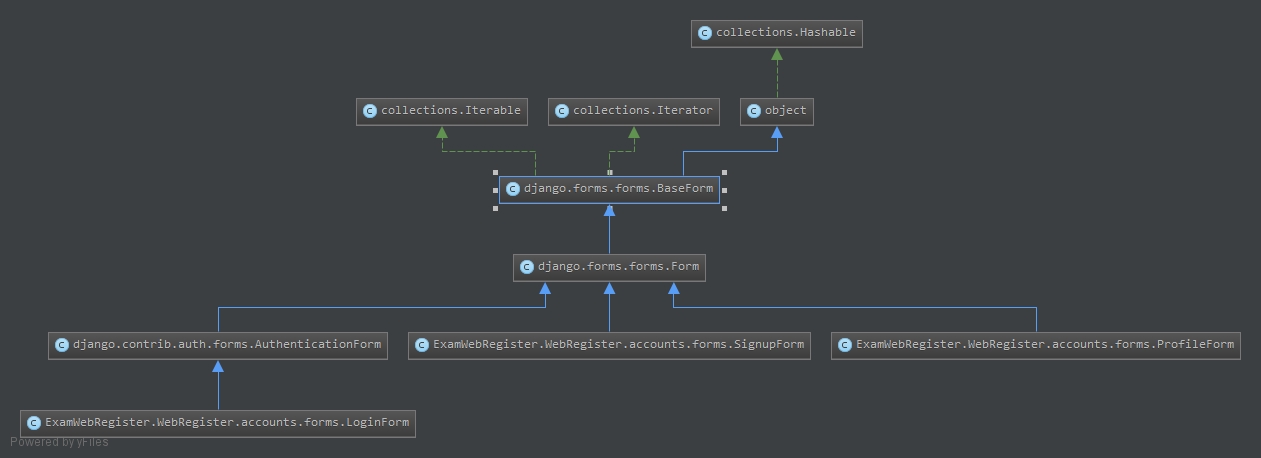 collections.Hashable
collections.Iterable
collections.Iterator
object
django.forms.forms.BaseForm
django.forms.forms.Form
django.contrib.auth.forms.AuthenticationForm
ExamWebRegister.WebRegister.accounts.forms.SignupForm
ExamWebRegister.WebRegister.accounts.forms.ProfileForm
ExamWebRegister.WebRegister.accounts.forms.LoginForm
Powered by yFiles